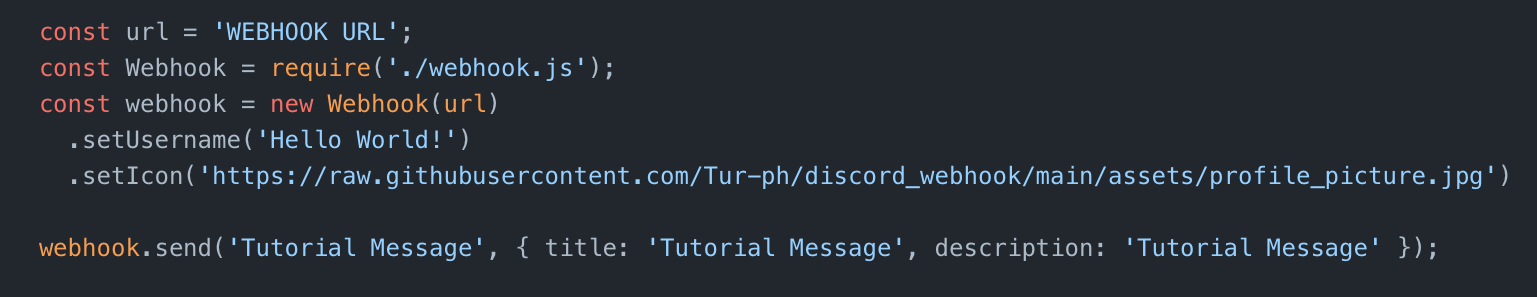 const url = 'WEBHOOK URL';
const Webhook = require('./webhook.js');
const webhook = new Webhook(url)
  .setUsername('Hello World!')
  .setIcon('https://raw.githubusercontent.com/Tur-ph/discord_webhook/main/assets/profile_picture.jpg')

webhook.send('Tutorial Message', { title: 'Tutorial Message', description: 'Tutorial Message' });